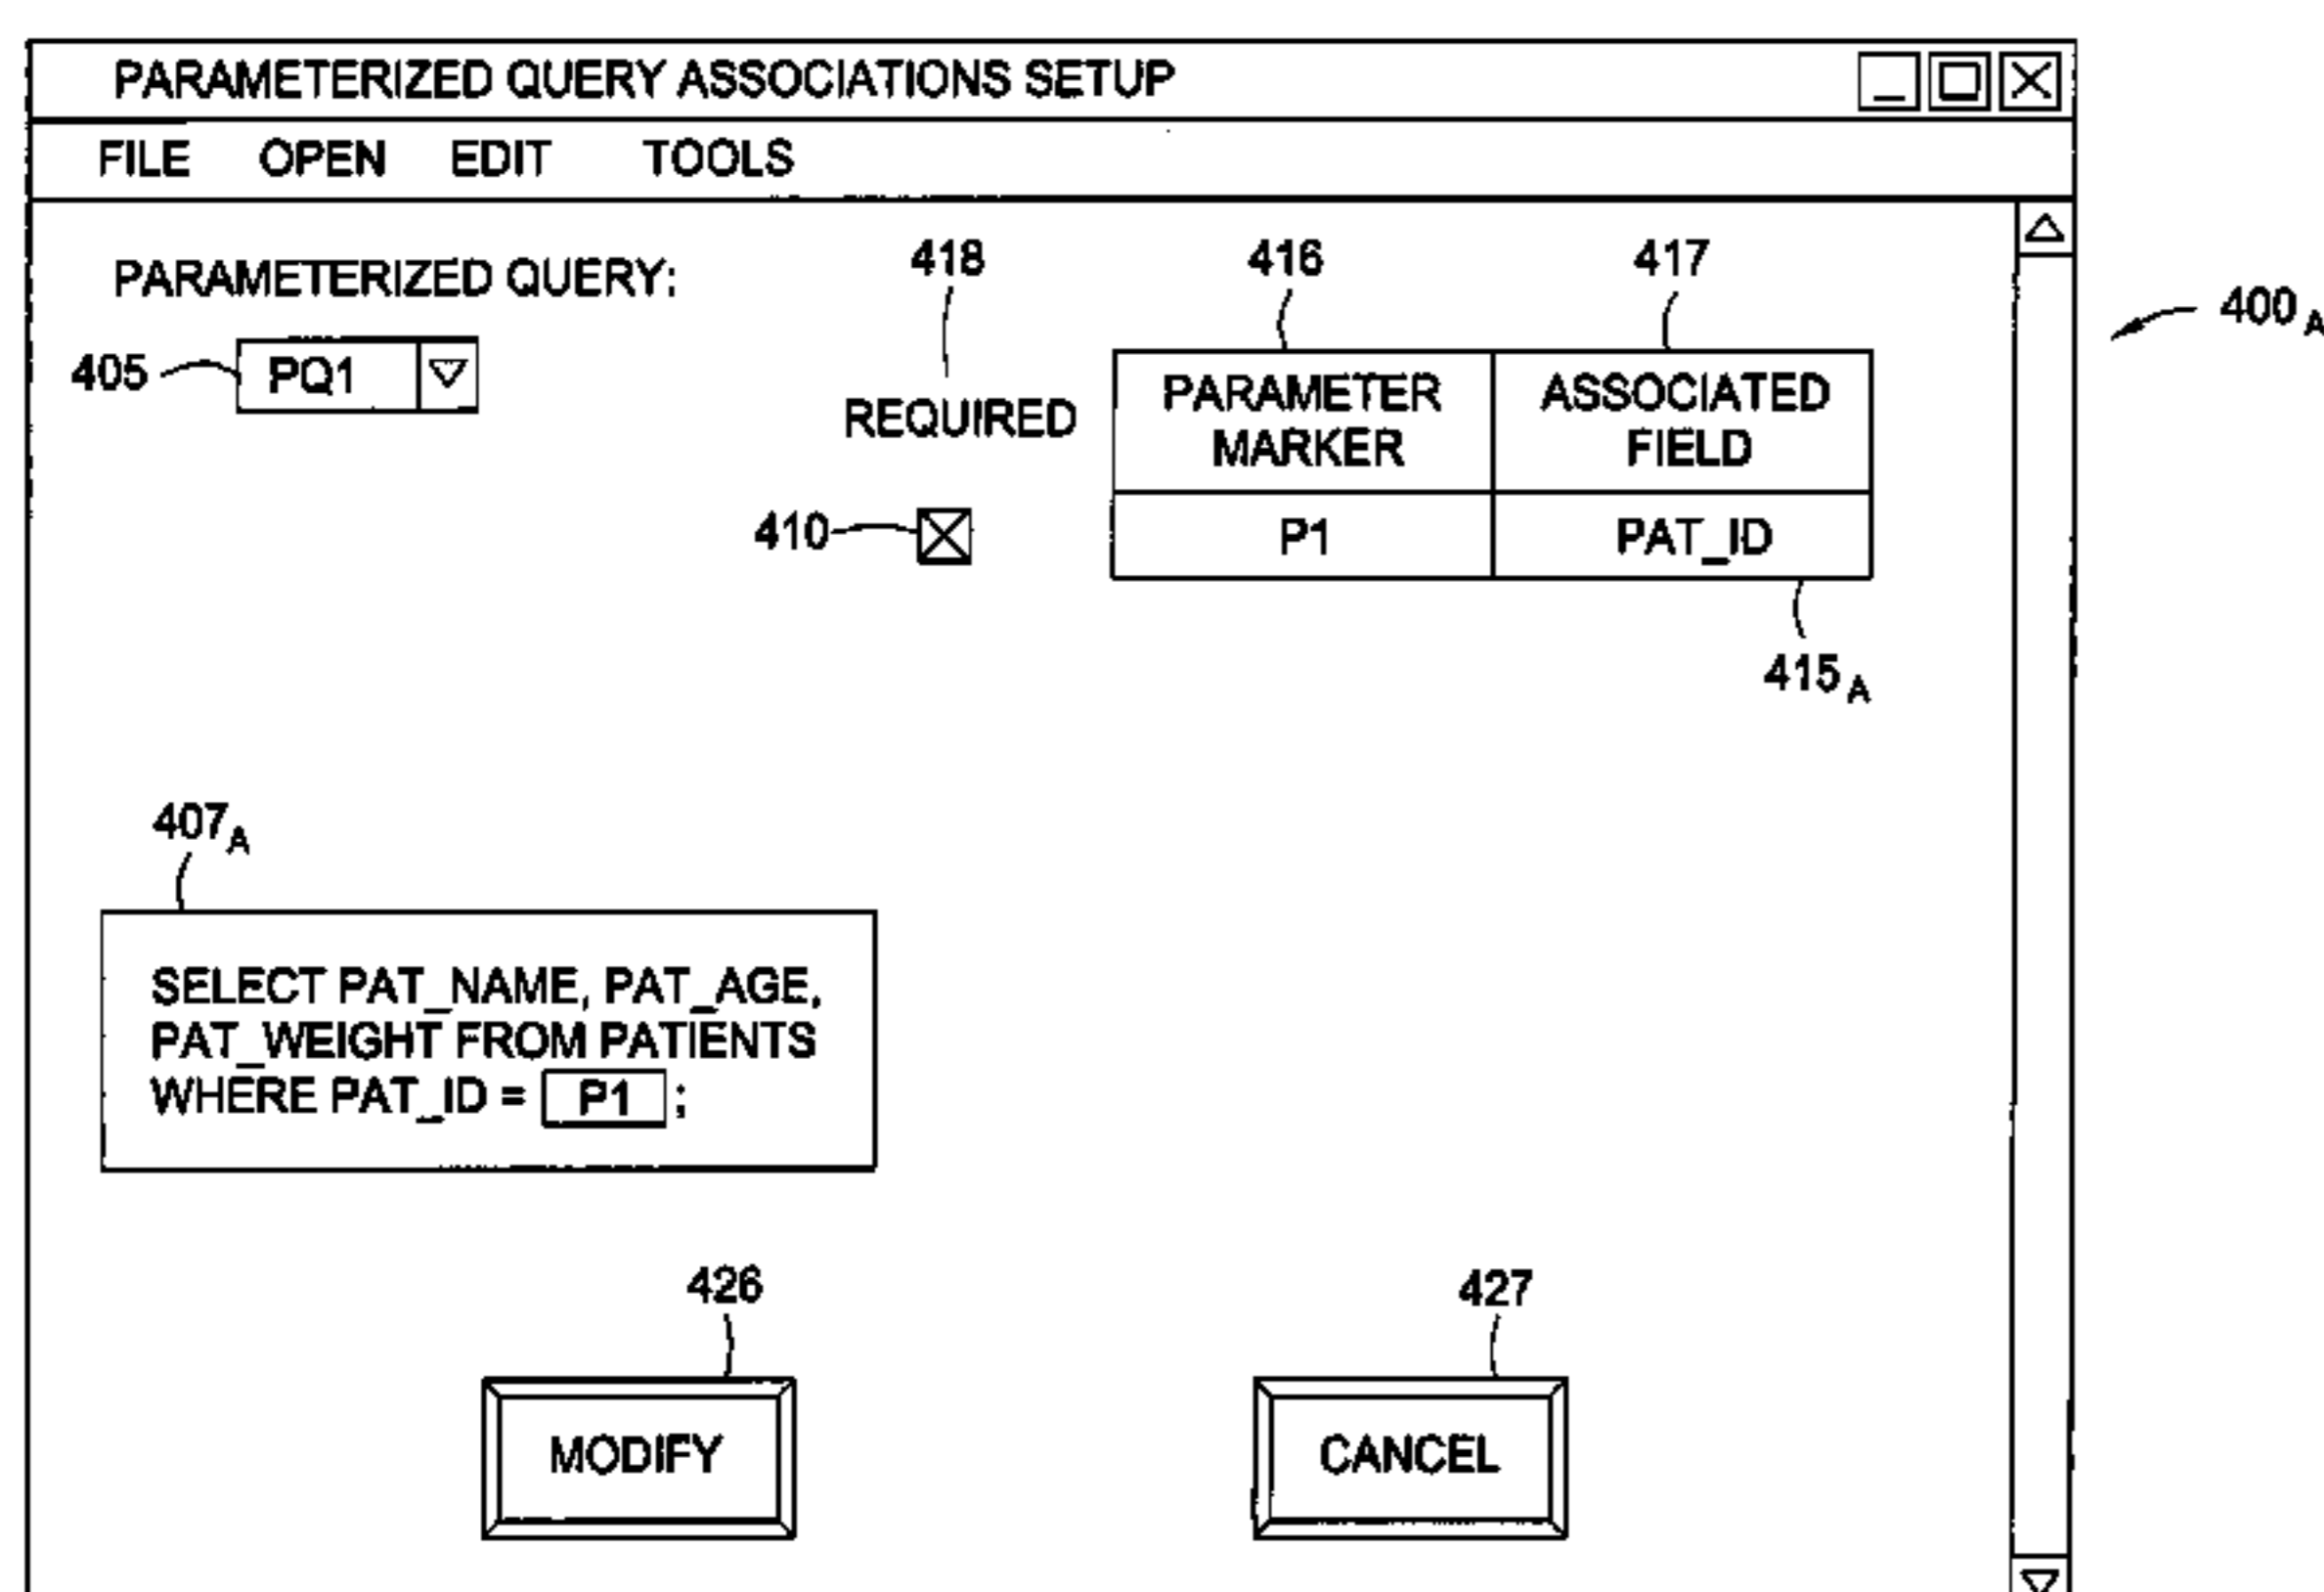 PARAMETERIZED QUERY ASSOCIATIONS SETUP
FILE OPEN EDIT TOOLS
PARAMETERIZED QUERY:
418
416
417
400A
405
PQ1
REQUIRED
PARAMETER
MARKER
ASSOCIATED
FIELD
410
P1
PAT_ID
415A
407A
SELECT PAT_NAME, PAT_AGE,
PAT_WEIGHT FROM PATIENTS
WHERE PAT_ID = P1 ;
426
427
MODIFY
CANCEL